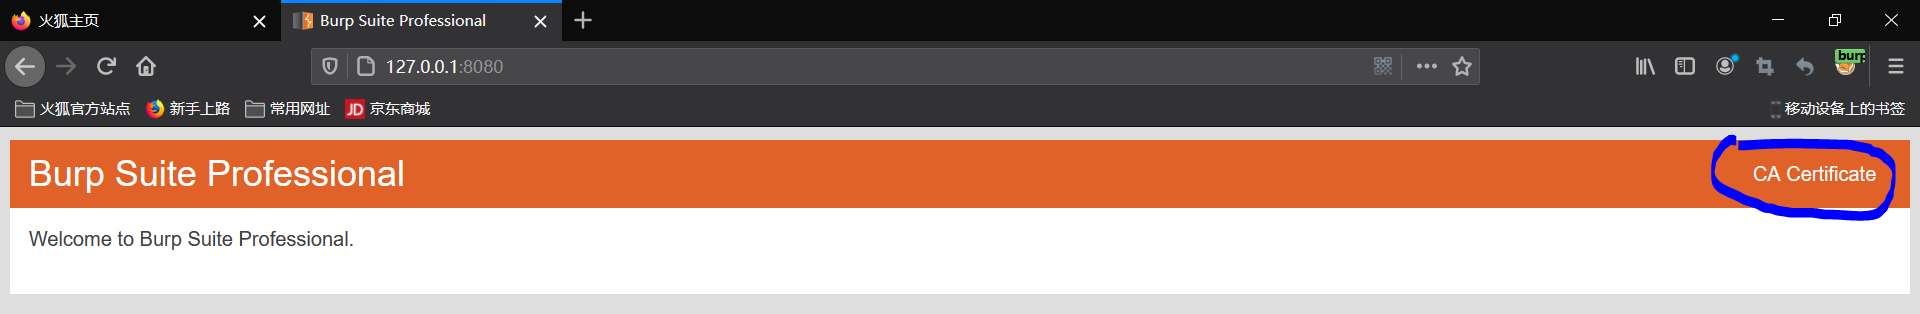 火狐主页
Burp Suite Professional
127.0.0.1:8080
burp
火狐官方站点
新手上路
常用网址
JD
京东商城
移动设备上的书签
Burp Suite Professional
CA Certificate
Welcome to Burp Suite Professional.